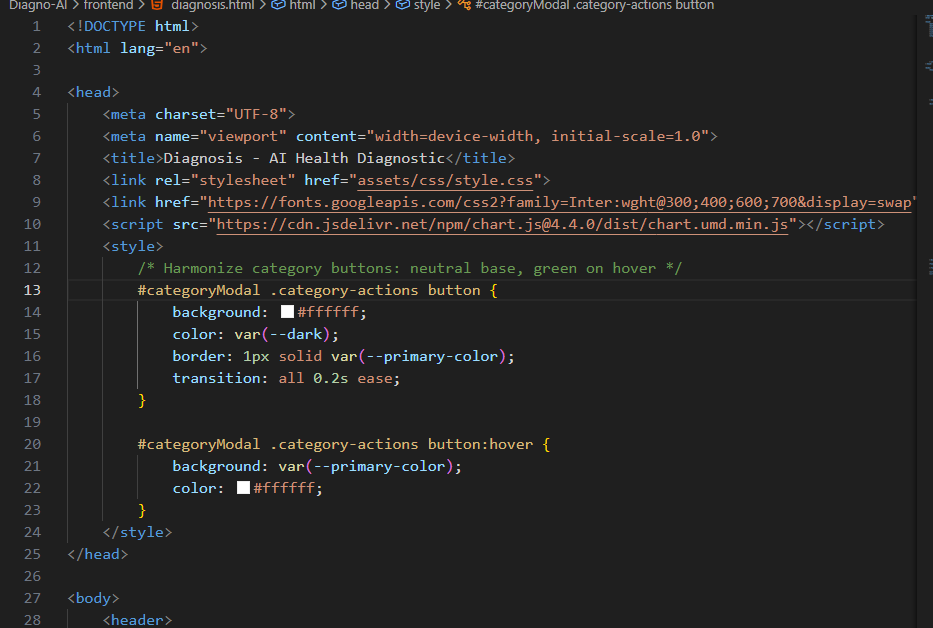 Diagno-AI > frontend > diagnosis.html > html > head > style > #categoryModal .category-actions button
1 <!DOCTYPE html>
2 <html lang="en">
3
4 <head>
5     <meta charset="UTF-8">
6     <meta name="viewport" content="width=device-width, initial-scale=1.0">
7     <title>Diagnosis - AI Health Diagnostic</title>
8     <link rel="stylesheet" href="assets/css/style.css">
9     <link href="https://fonts.googleapis.com/css2?family=Inter:wght@300;400;600;700&display=swap"
10     <script src="https://cdn.jsdelivr.net/npm/chart.js@4.4.0/dist/chart.umd.min.js"></script>
11     <style>
12         /* Harmonize category buttons: neutral base, green on hover */
13         #categoryModal .category-actions button {
14             background: #ffffff;
15             color: var(--dark);
16             border: 1px solid var(--primary-color);
17             transition: all 0.2s ease;
18         }
19
20         #categoryModal .category-actions button:hover {
21             background: var(--primary-color);
22             color: #ffffff;
23         }
24     </style>
25 </head>
26
27 <body>
28     <header>